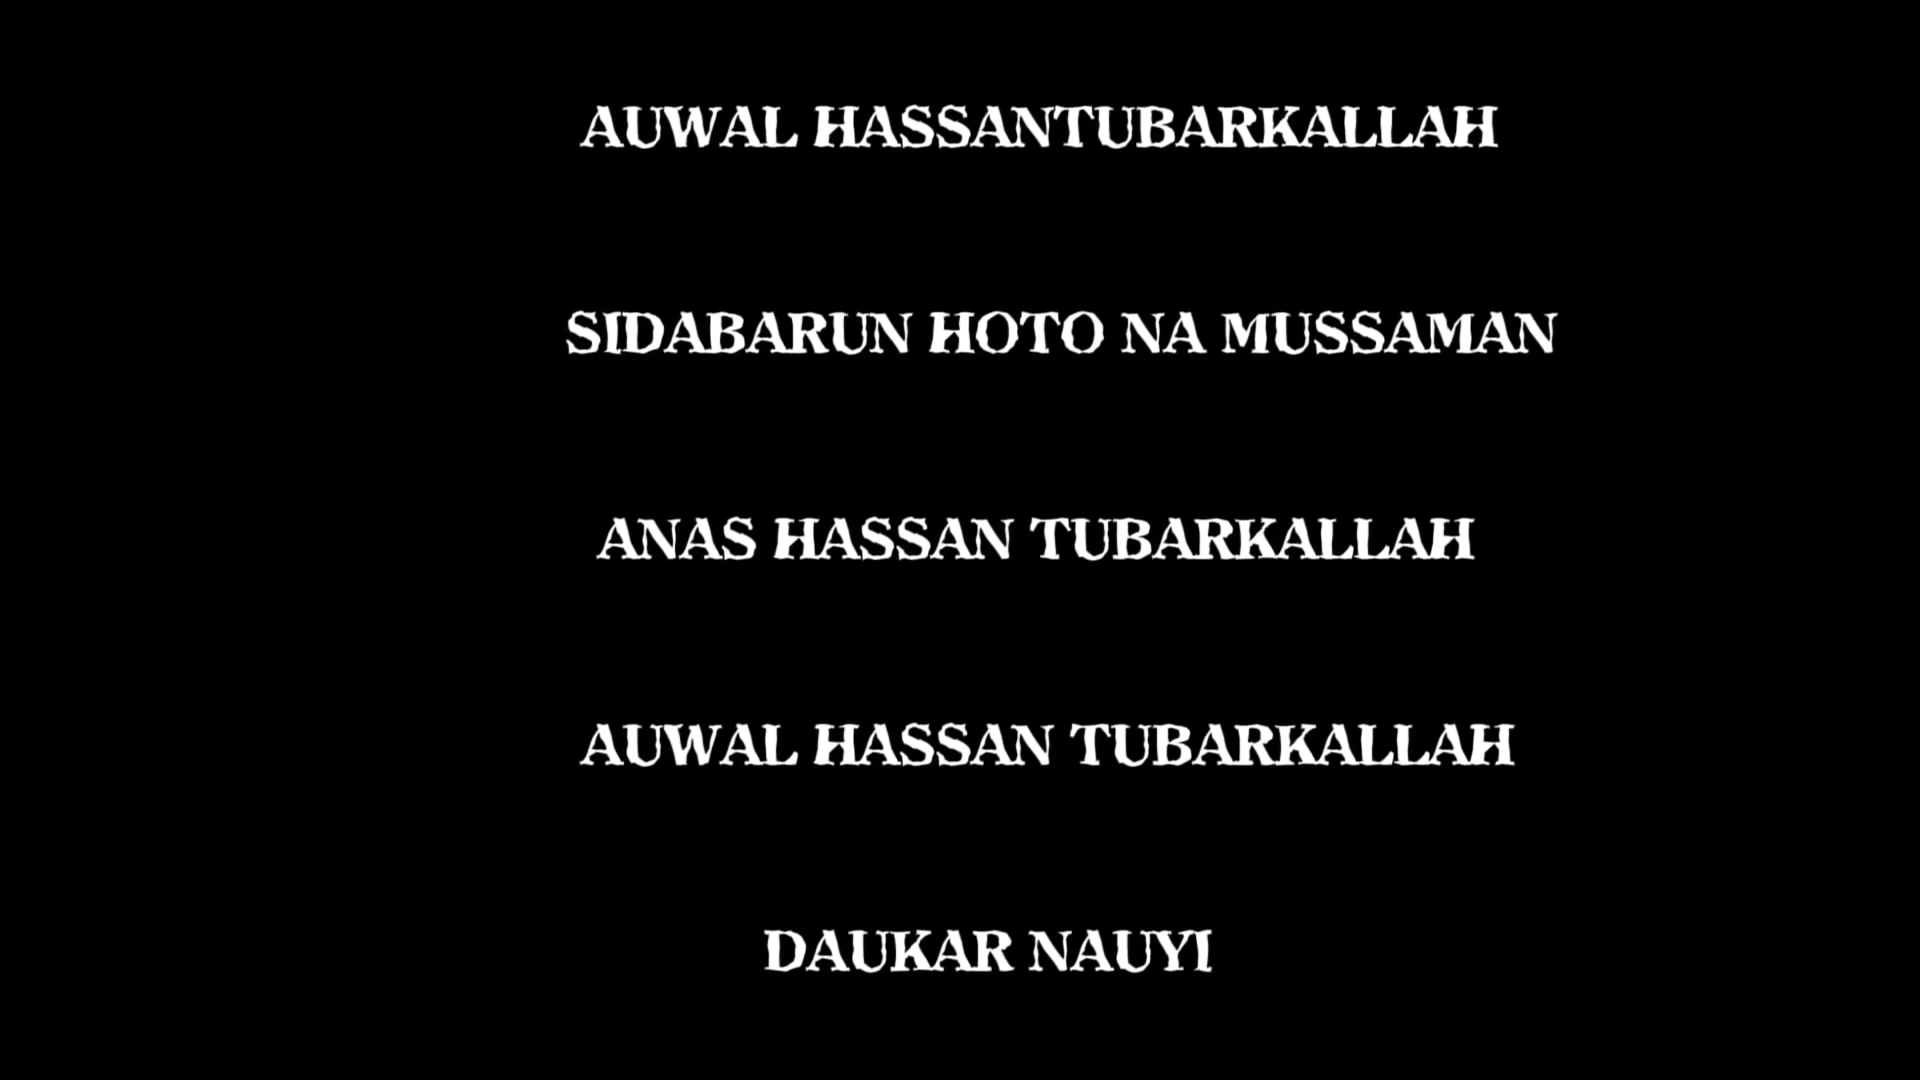 AUWAL HASSANTUBARKALLAH
SIDABARUN HOTO NA MUSSAMAN
ANAS HASSAN TUBARKALLAH
AUWAL HASSAN TUBARKALLAH
DAUKAR NAUYI